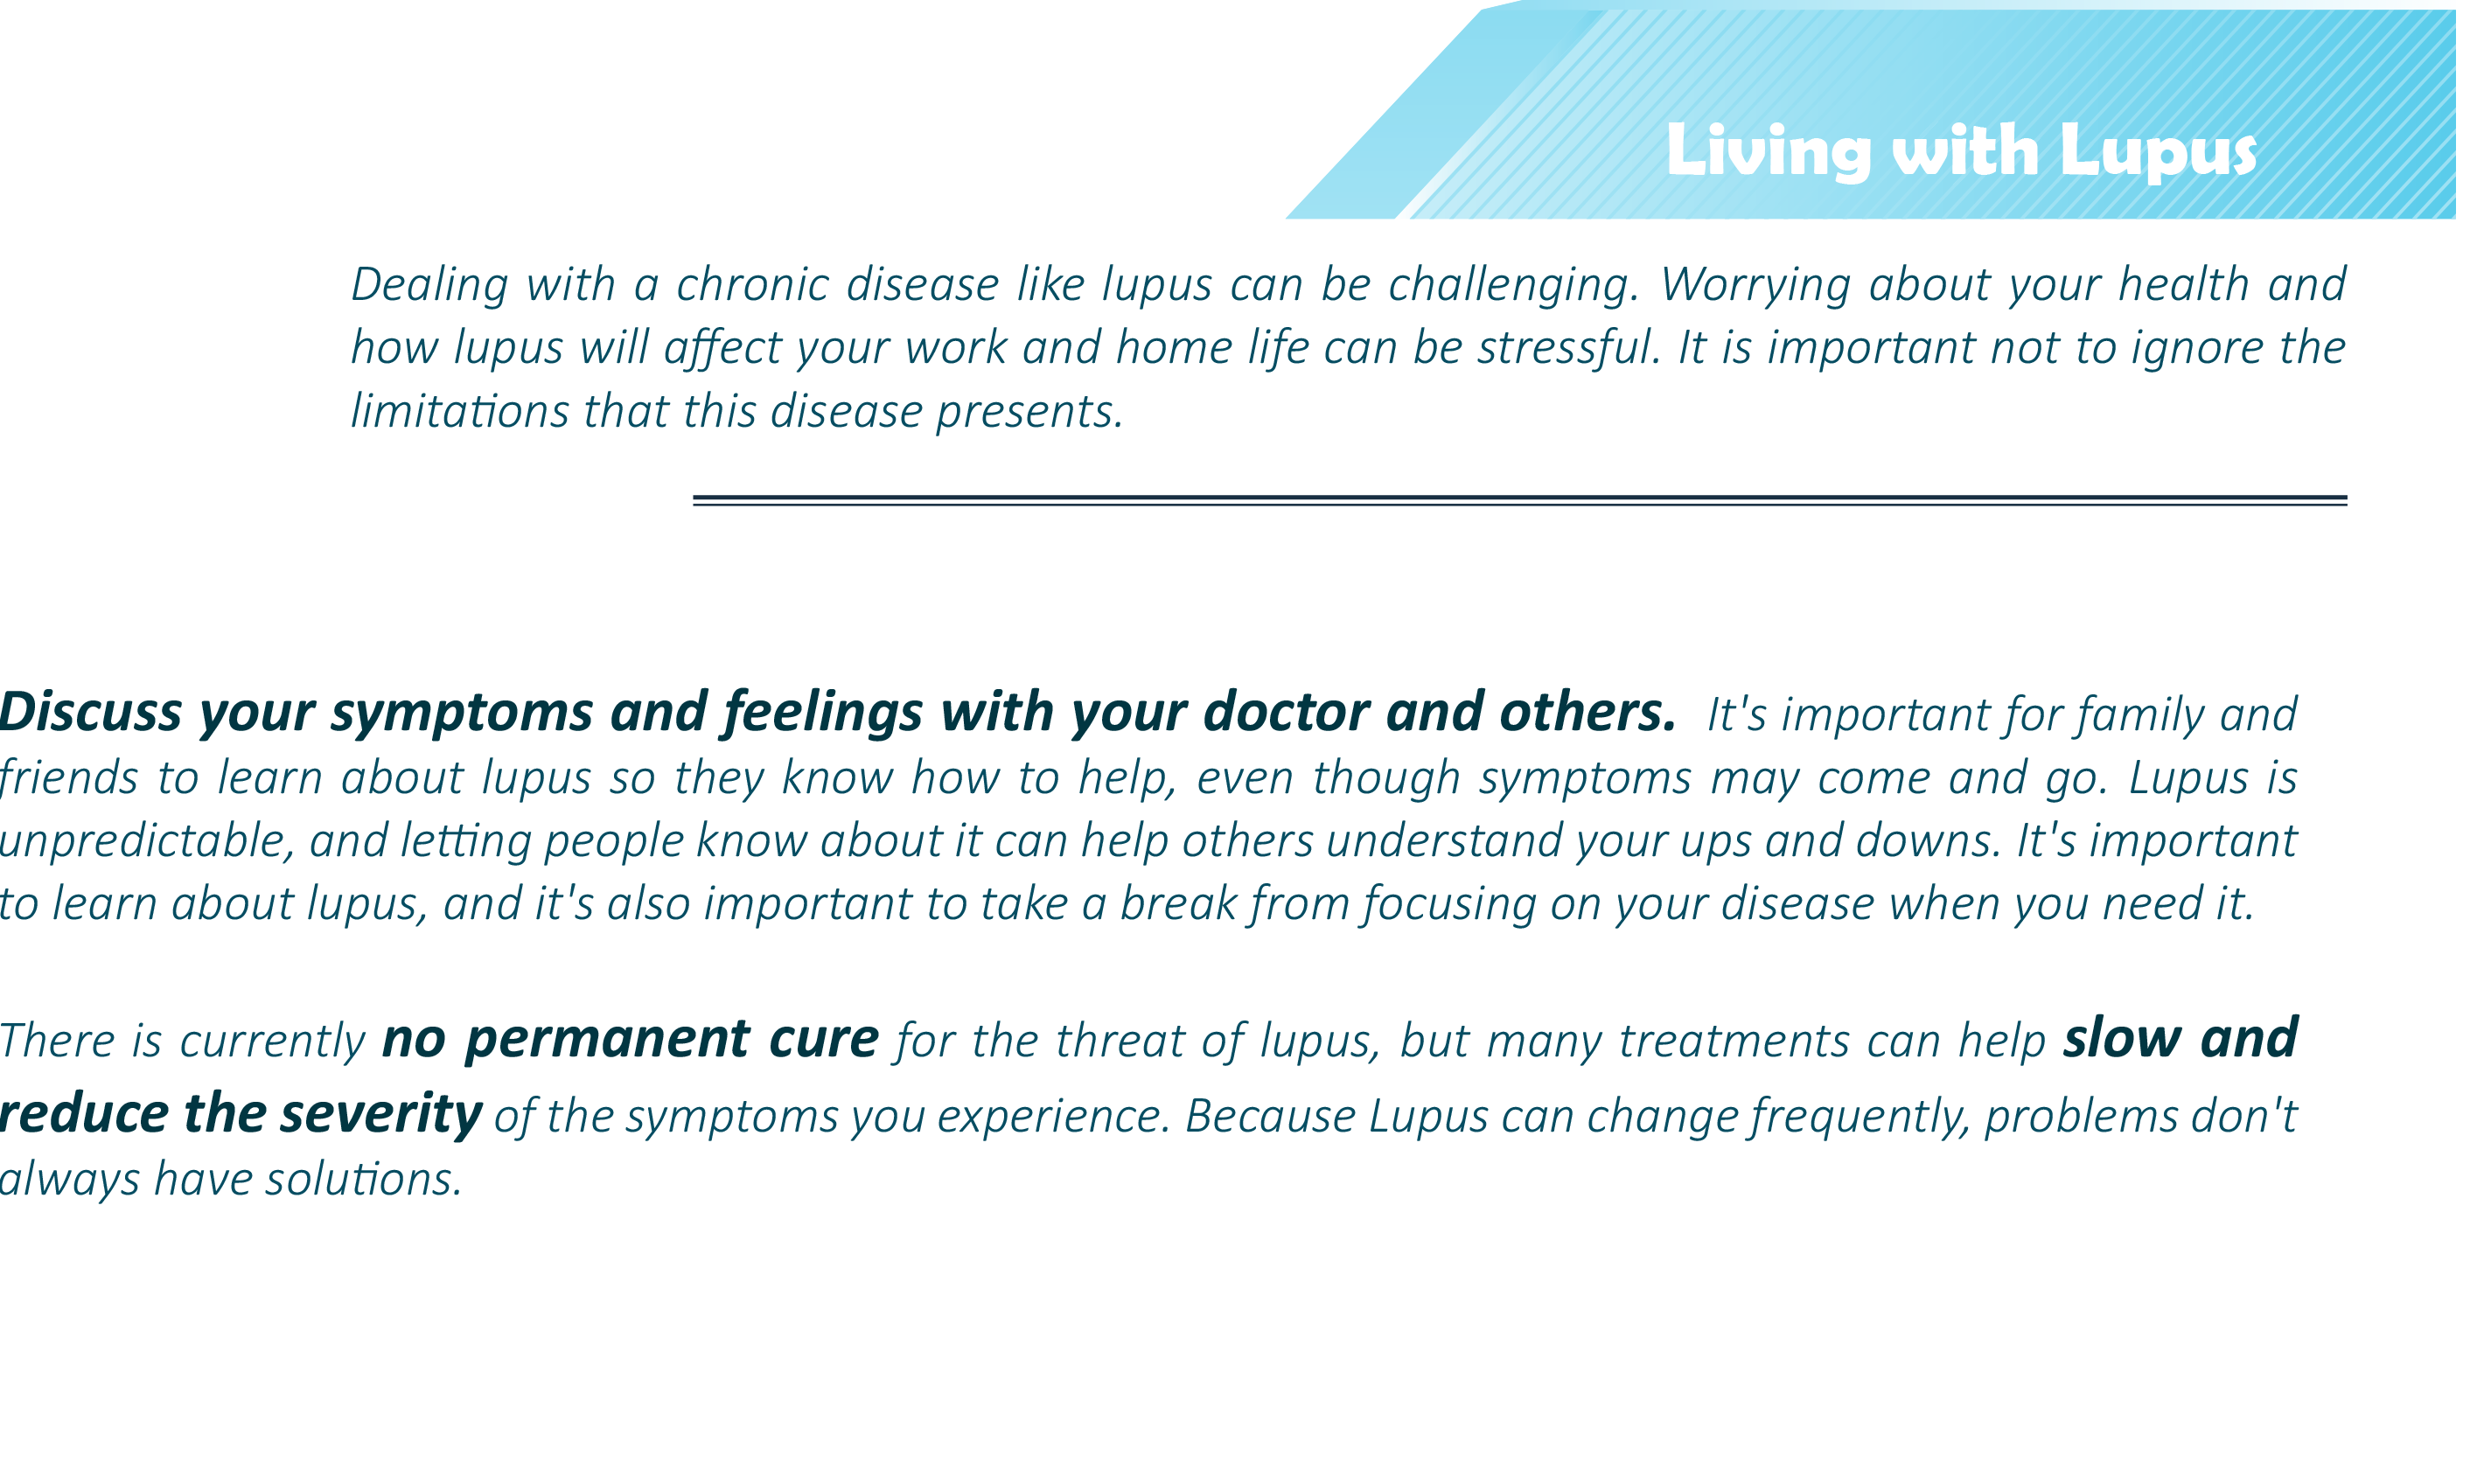 Living with Lupus
Dealing with a chronic disease like lupus can be challenging. Worrying about your health and
how lupus will affect your work and home life can be stressful. It is important not to ignore the
limitations that this disease presents.
Discuss your symptoms and feelings with your doctor and others. It's important for family and
friends to learn about lupus so they know how to help, even though symptoms may come and go. Lupus is
unpredictable, and letting people know about it can help others understand your ups and downs. It's important
to learn about lupus, and it's also important to take a break from focusing on your disease when you need it.
There is currently no permanent cure for the threat of lupus, but many treatments can help slow and
reduce the severity of the symptoms you experience. Because Lupus can change frequently, problems don't
always have solutions.